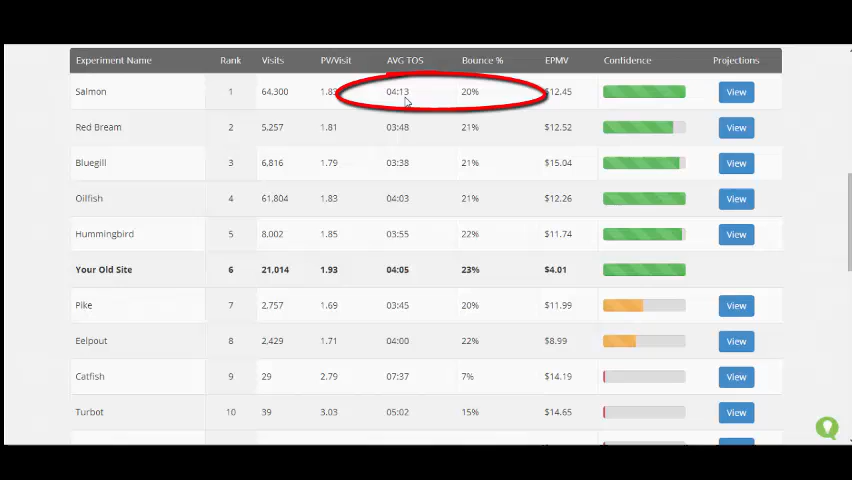 Experiment Name Rank Visits PV/Visit AVG TOS Bounce % EPMV Confidence Projections
Salmon 1 64,300 1.83 04:13 20% $12.45 View
Red Bream 2 5,257 1.81 03:48 21% $12.52 View
Bluegill 3 6,816 1.79 03:38 21% $15.04 View
Oilfish 4 61,804 1.83 04:03 21% $12.26 View
Hummingbird 5 8,002 1.85 03:55 22% $11.74 View
Your Old Site 6 21,014 1.93 04:05 23% $4.01
Pike 7 2,757 1.69 03:45 20% $11.99 View
Eelpout 8 2,429 1.71 04:00 22% $8.99 View
Catfish 9 29 2.79 07:37 7% $14.19 View
Turbot 10 39 3.03 05:02 15% $14.65 View